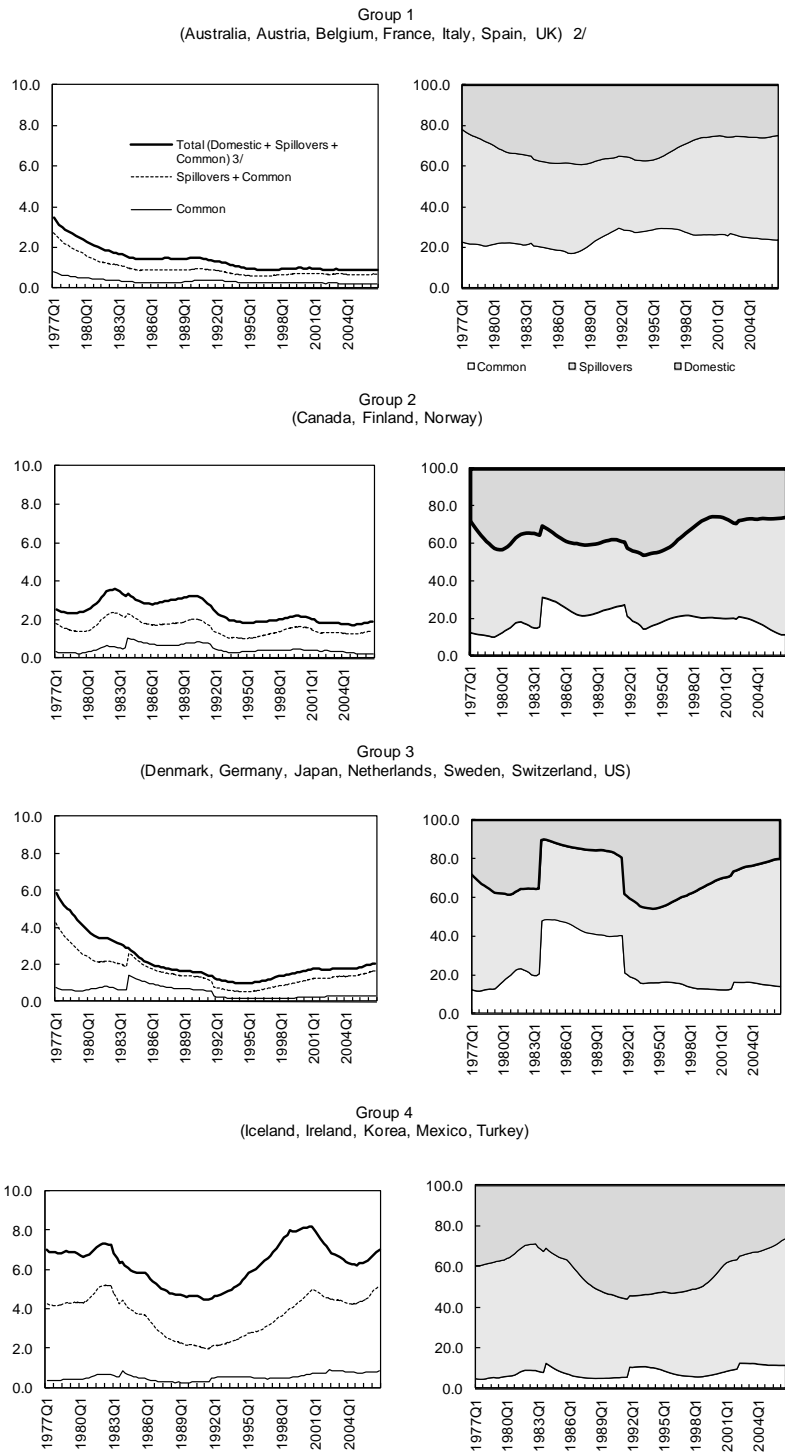 Group 1
(Australia, Austria, Belgium, France, Italy, Spain, UK) 2/
10.0
8.0
6.0
4.0
2.0
0.0
Total (Domestic + Spillovers +
Common) 3/
Spillovers + Common
Common
1977Q1
1980Q1
1983Q1
1986Q1
1989Q1
1992Q1
1995Q1
1998Q1
2001Q1
2004Q1
100.0
80.0
60.0
40.0
20.0
0.0
1977Q1
1980Q1
1983Q1
1986Q1
1989Q1
1992Q1
1995Q1
1998Q1
2001Q1
2004Q1
Common Spillovers Domestic
Group 2
(Canada, Finland, Norway)
10.0
8.0
6.0
4.0
2.0
0.0
1977Q1
1980Q1
1983Q1
1986Q1
1989Q1
1992Q1
1995Q1
1998Q1
2001Q1
2004Q1
100.0
80.0
60.0
40.0
20.0
0.0
1977Q1
1980Q1
1983Q1
1986Q1
1989Q1
1992Q1
1995Q1
1998Q1
2001Q1
2004Q1
Group 3
(Denmark, Germany, Japan, Netherlands, Sweden, Switzerland, US)
10.0
8.0
6.0
4.0
2.0
0.0
1977Q1
1980Q1
1983Q1
1986Q1
1989Q1
1992Q1
1995Q1
1998Q1
2001Q1
2004Q1
100.0
80.0
60.0
40.0
20.0
0.0
1977Q1
1980Q1
1983Q1
1986Q1
1989Q1
1992Q1
1995Q1
1998Q1
2001Q1
2004Q1
Group 4
(Iceland, Ireland, Korea, Mexico, Turkey)
10.0
8.0
6.0
4.0
2.0
0.0
1977Q1
1980Q1
1983Q1
1986Q1
1989Q1
1992Q1
1995Q1
1998Q1
2001Q1
2004Q1
100.0
80.0
60.0
40.0
20.0
0.0
1977Q1
1980Q1
1983Q1
1986Q1
1989Q1
1992Q1
1995Q1
1998Q1
2001Q1
2004Q1